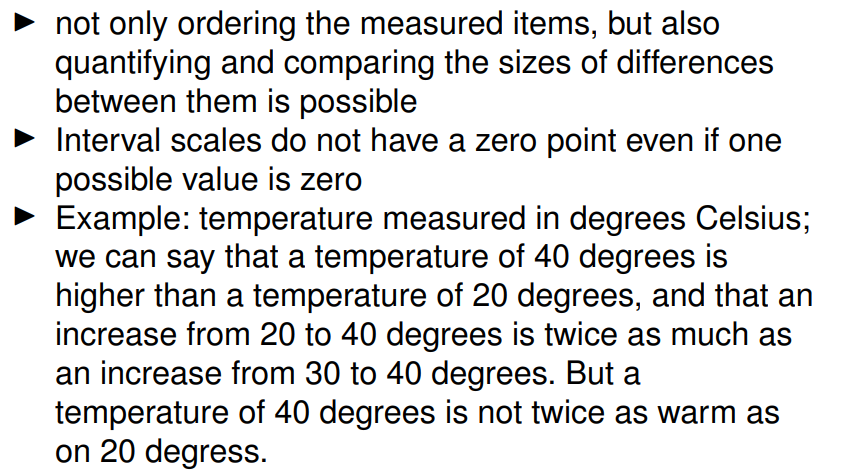 ► not only ordering the measured items, but also
quantifying and comparing the sizes of differences
between them is possible
► Interval scales do not have a zero point even if one
possible value is zero
► Example: temperature measured in degrees Celsius;
we can say that a temperature of 40 degrees is
higher than a temperature of 20 degrees, and that an
increase from 20 to 40 degrees is twice as much as
an increase from 30 to 40 degrees. But a
temperature of 40 degrees is not twice as warm as
on 20 degress.